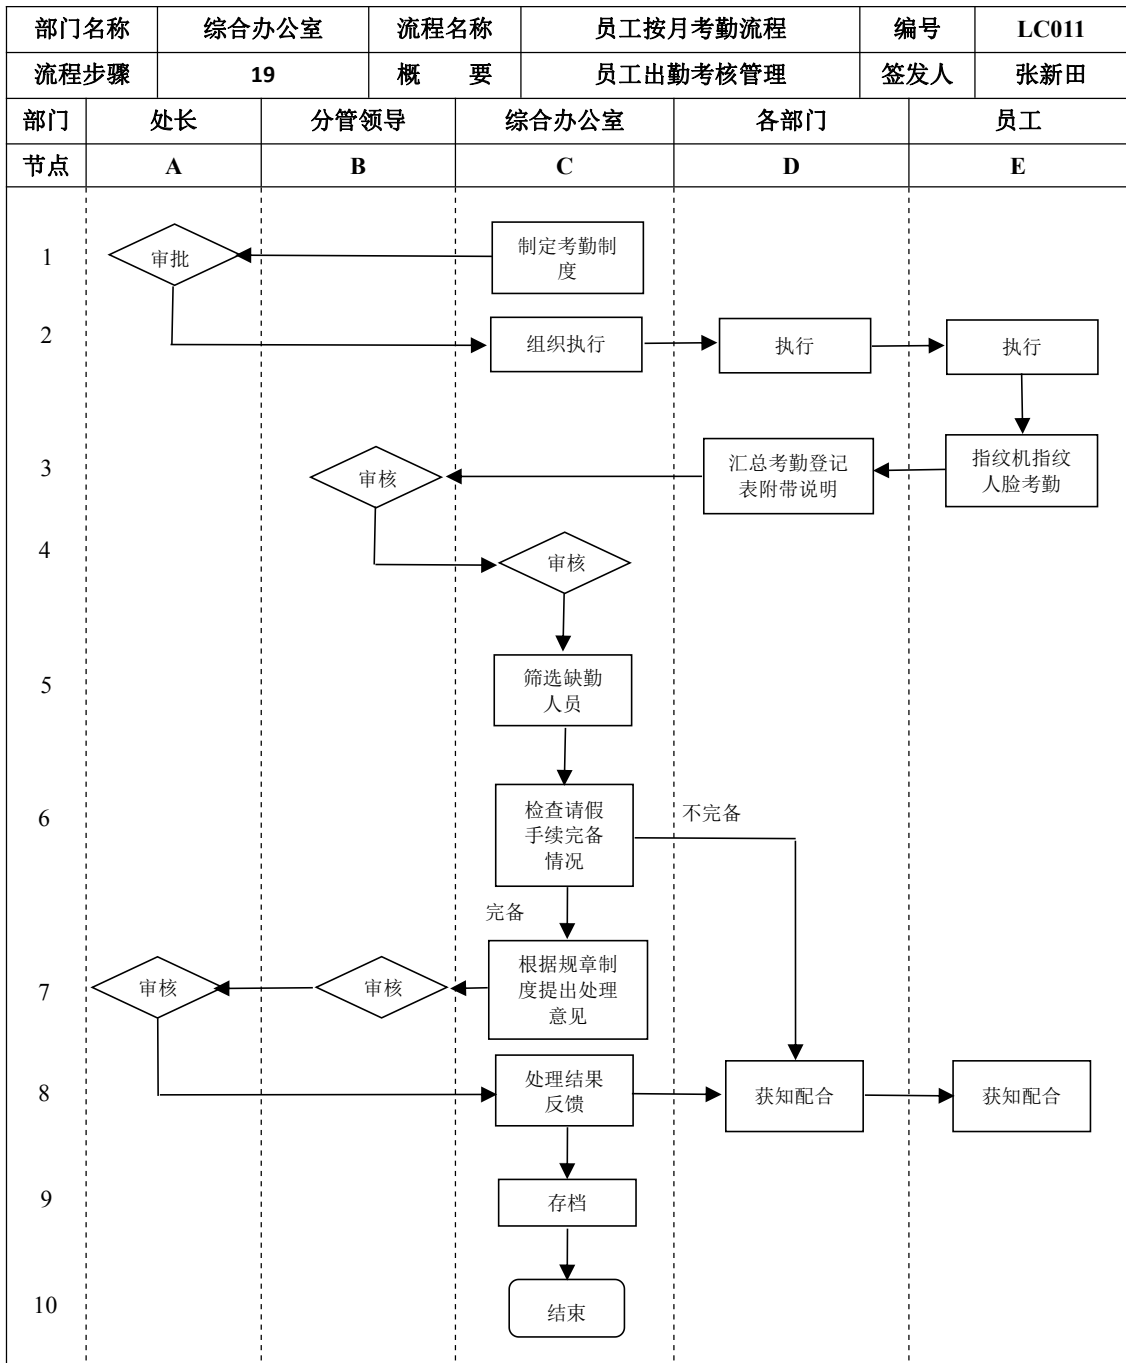 部门名称 综合办公室 流程名称 员工按月考勤流程 编号 LC011
流程步骤 19 概 要 员工出勤考核管理 签发人 张新田
部门 处长 分管领导 综合办公室 各部门 员工
节点 A B C D E
1
审批
制定考勤制
度
2
组织执行
执行
执行
3
审核
汇总考勤登记
表附带说明
指纹机指纹
人脸考勤
4
审核
5
筛选缺勤
人员
6
检查请假
手续完备
情况
不完备
完备
7
审核
审核
根据规章制
度提出处理
意见
8
处理结果
反馈
获知配合
获知配合
9
存档
10
结束